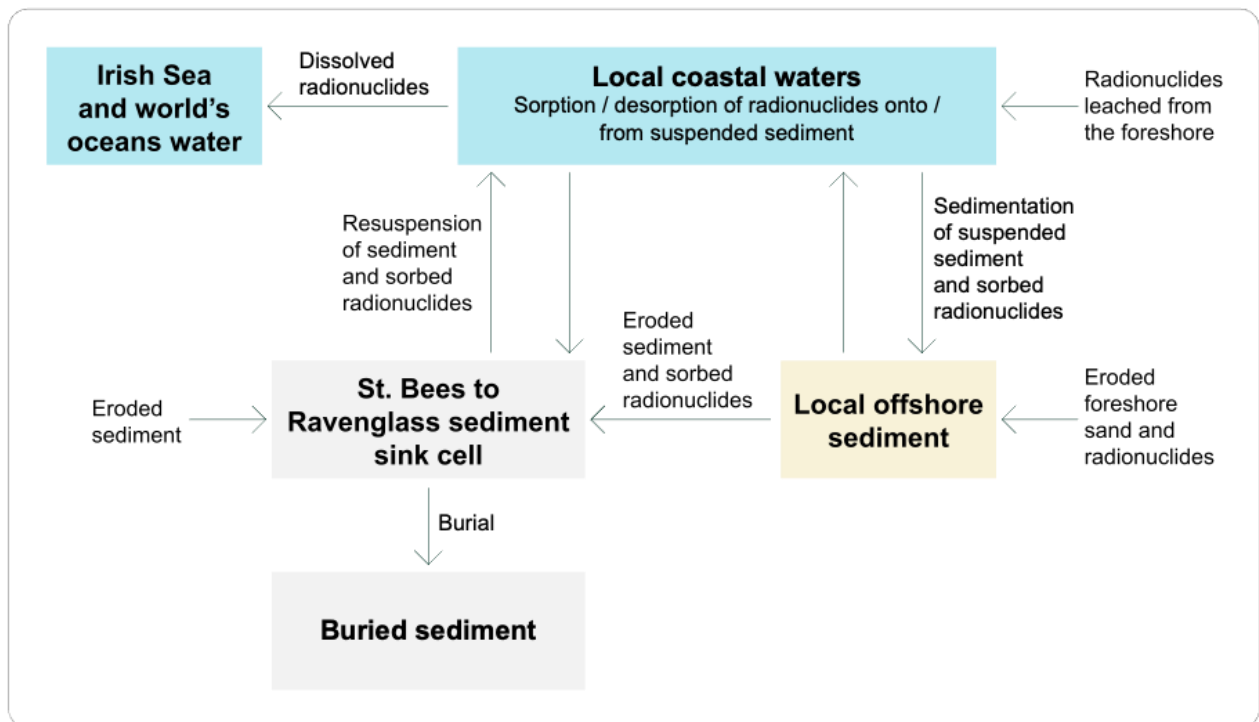 Irish Sea
and world's
oceans water
Dissolved
radionuclides
Local coastal waters
Sorption / desorption of radionuclides onto /
from suspended sediment
Radionuclides
leached from
the foreshore
Resuspension
of sediment
and sorbed
radionuclides
Sedimentation
of suspended
sediment
and sorbed
radionuclides
Eroded
sediment
St. Bees to
Ravenglass sediment
sink cell
Eroded
sediment
and sorbed
radionuclides
Local offshore
sediment
Eroded
foreshore
sand and
radionuclides
Burial
Buried sediment